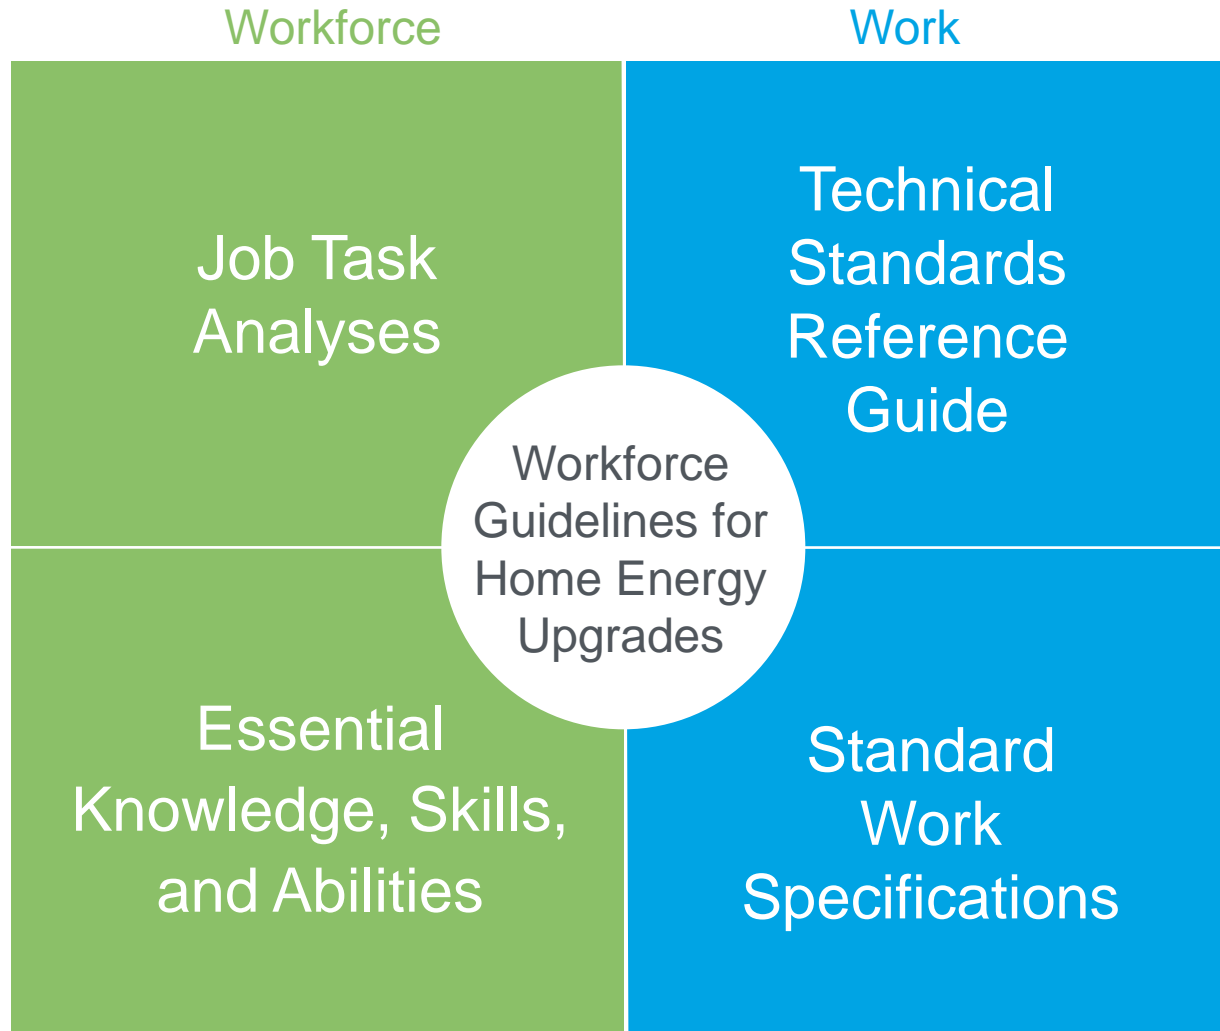 Workforce
Work
Job Task
Analyses
Technical
Standards
Reference
Guide
Workforce
Guidelines for
Home Energy
Upgrades
Essential
Knowledge, Skills,
and Abilities
Standard
Work
Specifications